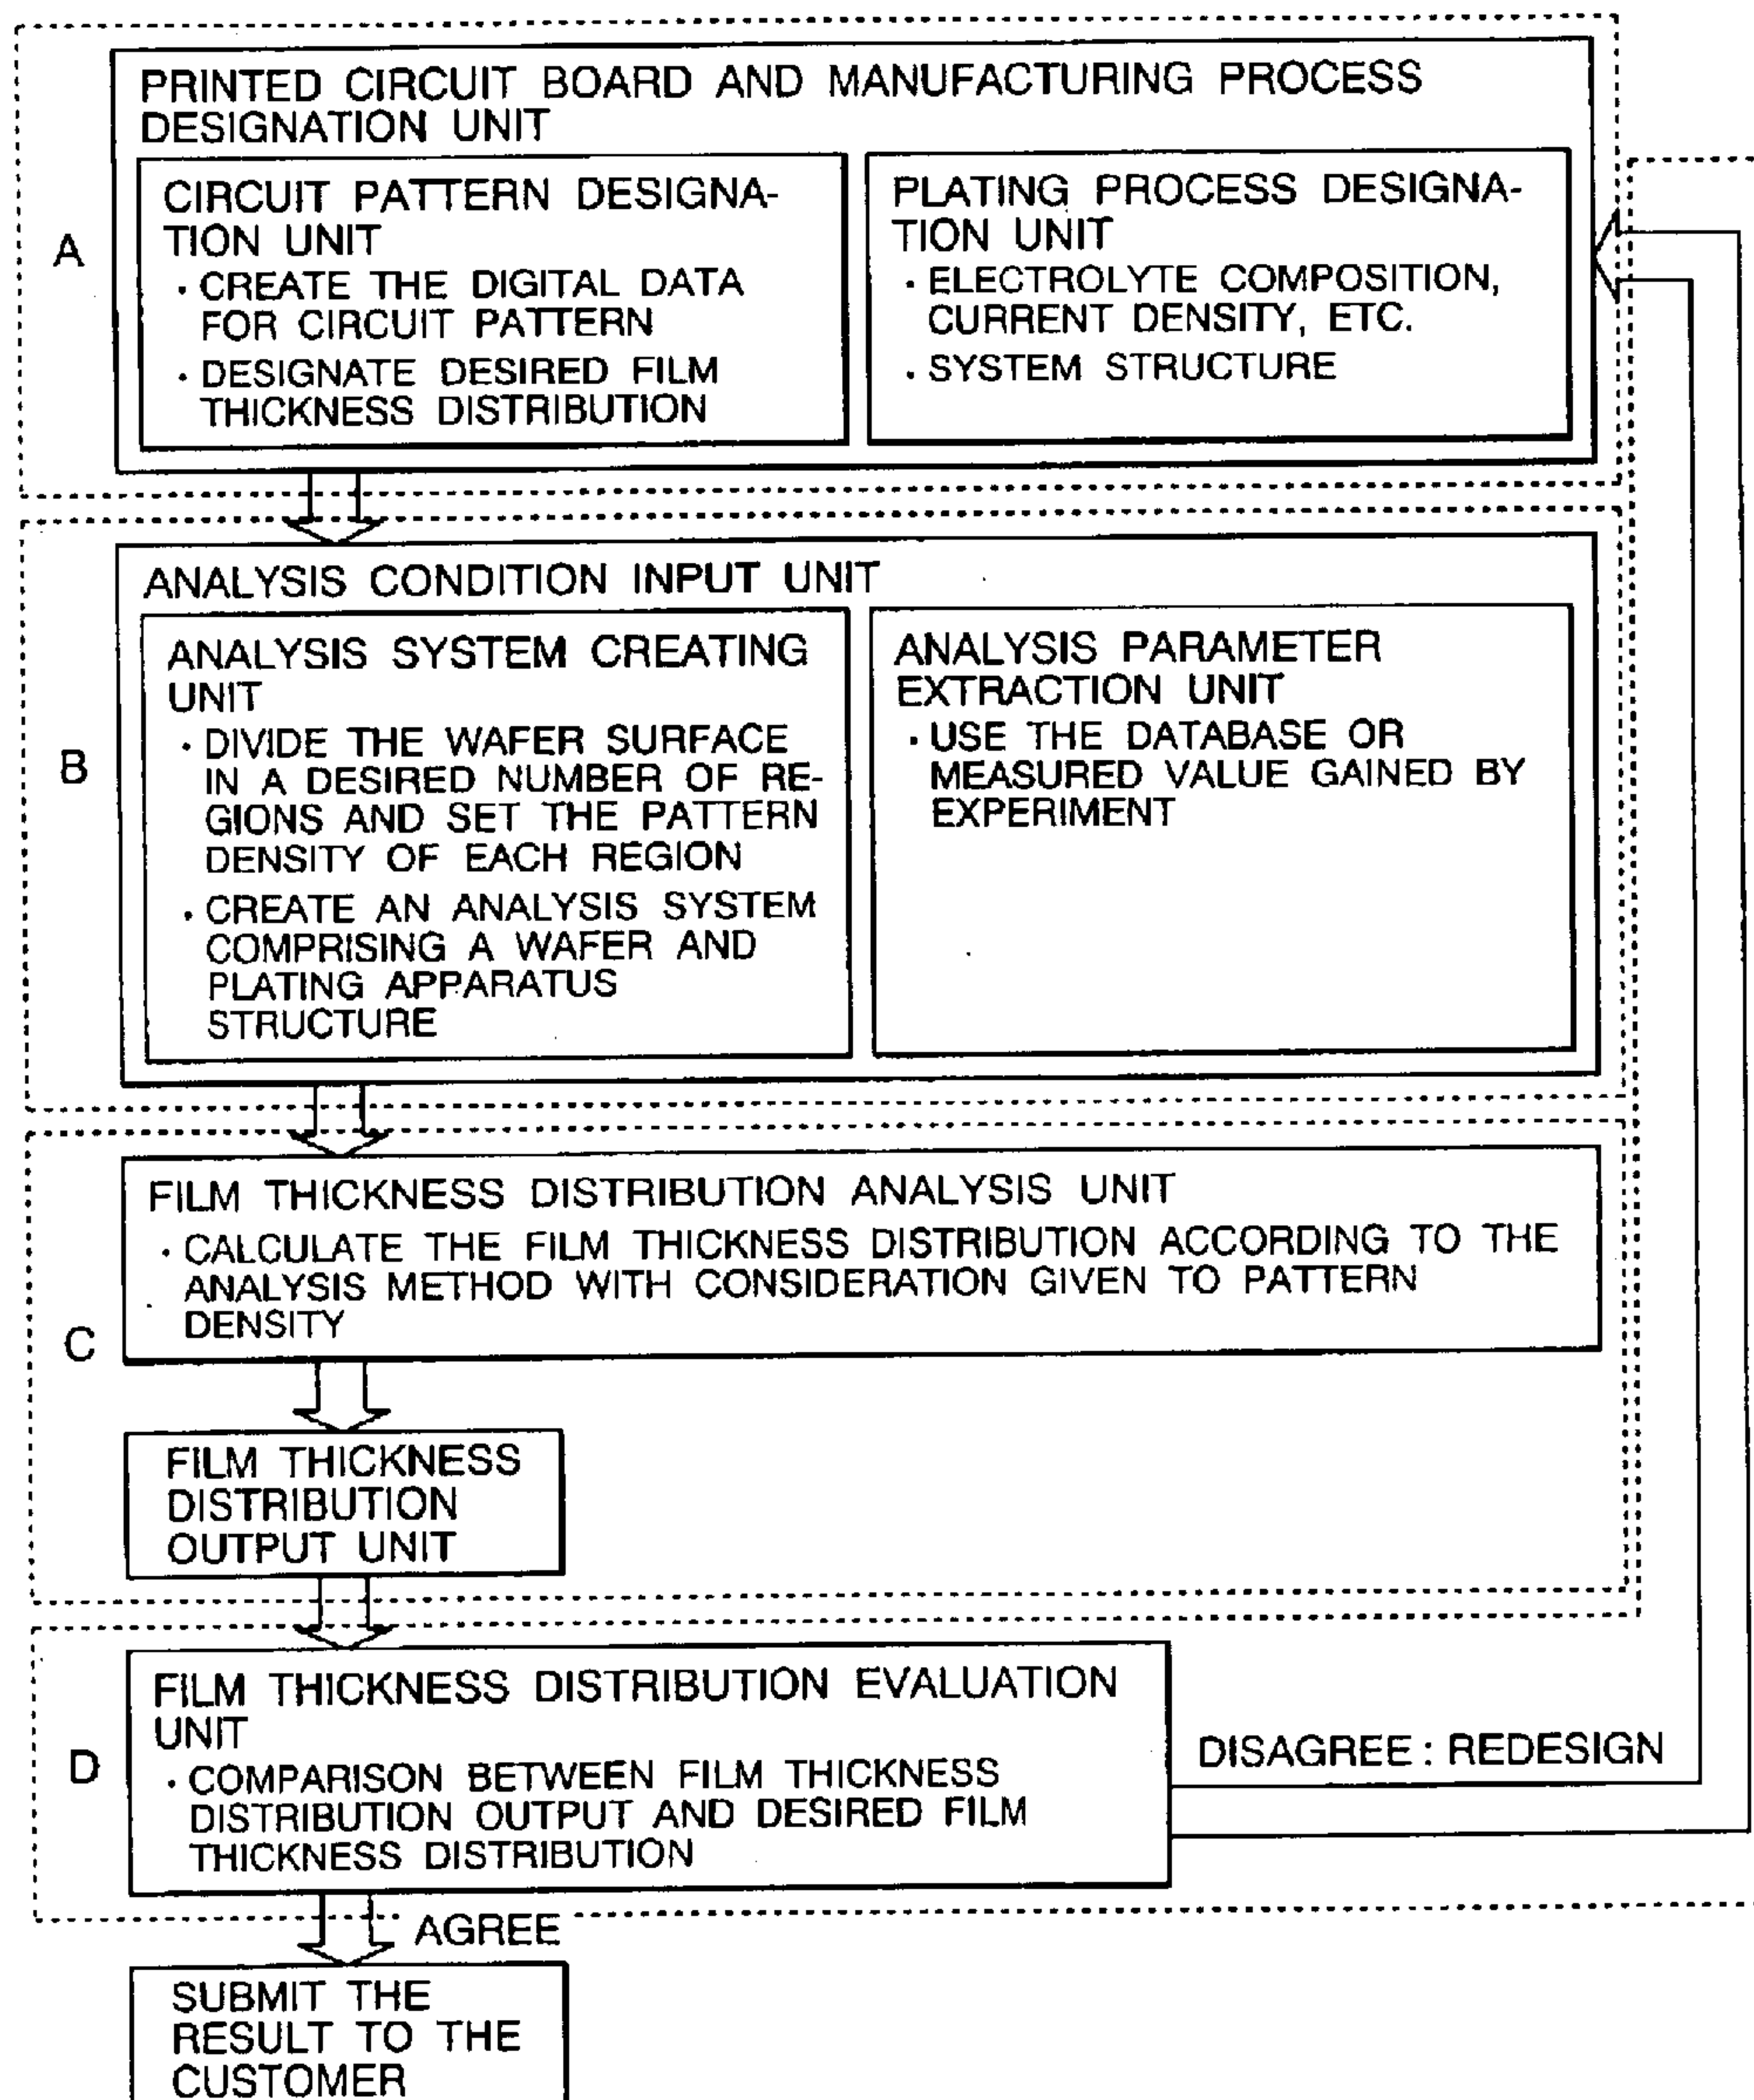 PRINTED CIRCUIT BOARD AND MANUFACTURING PROCESS
DESIGNATION UNIT
A
CIRCUIT PATTERN DESIGNA-
TION UNIT
· CREATE THE DIGITAL DATA
FOR CIRCUIT PATTERN
· DESIGNATE DESIRED FILM
THICKNESS DISTRIBUTION
PLATING PROCESS DESIGNA-
TION UNIT
· ELECTROLYTE COMPOSITION,
CURRENT DENSITY, ETC.
· SYSTEM STRUCTURE
ANALYSIS CONDITION INPUT UNIT
B
ANALYSIS SYSTEM CREATING
UNIT
· DIVIDE THE WAFER SURFACE
IN A DESIRED NUMBER OF RE-
GIONS AND SET THE PATTERN
DENSITY OF EACH REGION
· CREATE AN ANALYSIS SYSTEM
COMPRISING A WAFER AND
PLATING APPARATUS
STRUCTURE
ANALYSIS PARAMETER
EXTRACTION UNIT
· USE THE DATABASE OR
MEASURED VALUE GAINED BY
EXPERIMENT
C
FILM THICKNESS DISTRIBUTION ANALYSIS UNIT
· CALCULATE THE FILM THICKNESS DISTRIBUTION ACCORDING TO THE
ANALYSIS METHOD WITH CONSIDERATION GIVEN TO PATTERN
DENSITY
FILM THICKNESS
DISTRIBUTION
OUTPUT UNIT
D
FILM THICKNESS DISTRIBUTION EVALUATION
UNIT
· COMPARISON BETWEEN FILM THICKNESS
DISTRIBUTION OUTPUT AND DESIRED FILM
THICKNESS DISTRIBUTION
DISAGREE : REDESIGN
AGREE
SUBMIT THE
RESULT TO THE
CUSTOMER